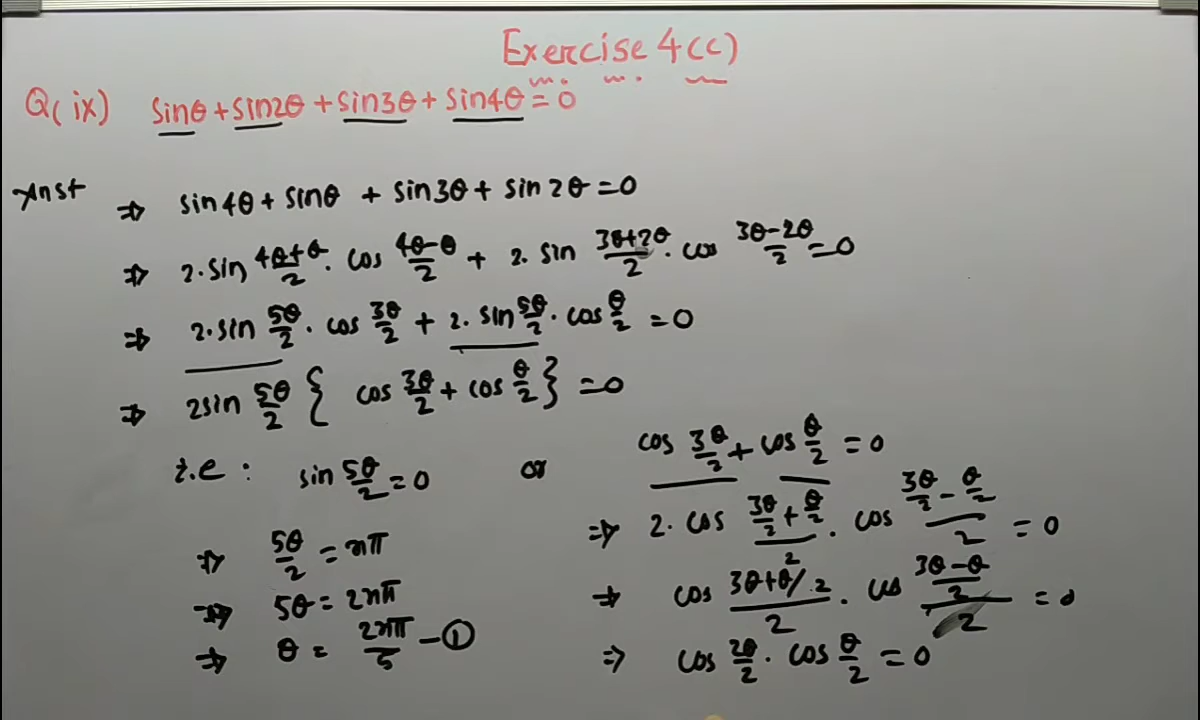 Exercise 4(c)
Q(ix) sinθ + sin2θ + sin3θ + sin4θ = 0
Ans+ ⇒ sin4θ + sinθ + sin3θ + sin2θ = 0
⇒ 2·sin (4θ+θ)/2 · cos (4θ-θ)/2 + 2. sin (3θ+2θ)/2 · cos (3θ-2θ)/2 = 0
⇒ 2·sin 5θ/2 · cos 3θ/2 + 2. sin 5θ/2 · cos θ/2 = 0
⇒ 2sin 5θ/2 { cos 3θ/2 + cos θ/2 } = 0
i.e : sin 5θ/2 = 0 or cos 3θ/2 + cos θ/2 = 0
⇒ 5θ/2 = nπ
⇒ 5θ = 2nπ
⇒ θ = 2nπ/5 - ①
⇒ 2· cos (3θ/2 + θ/2)/2 · cos (3θ/2 - θ/2)/2 = 0
⇒ cos (3θ+θ/2)/2 · cos ((3θ-θ)/2)/2 = 0
⇒ cos 2θ/2 · cos θ/2 = 0